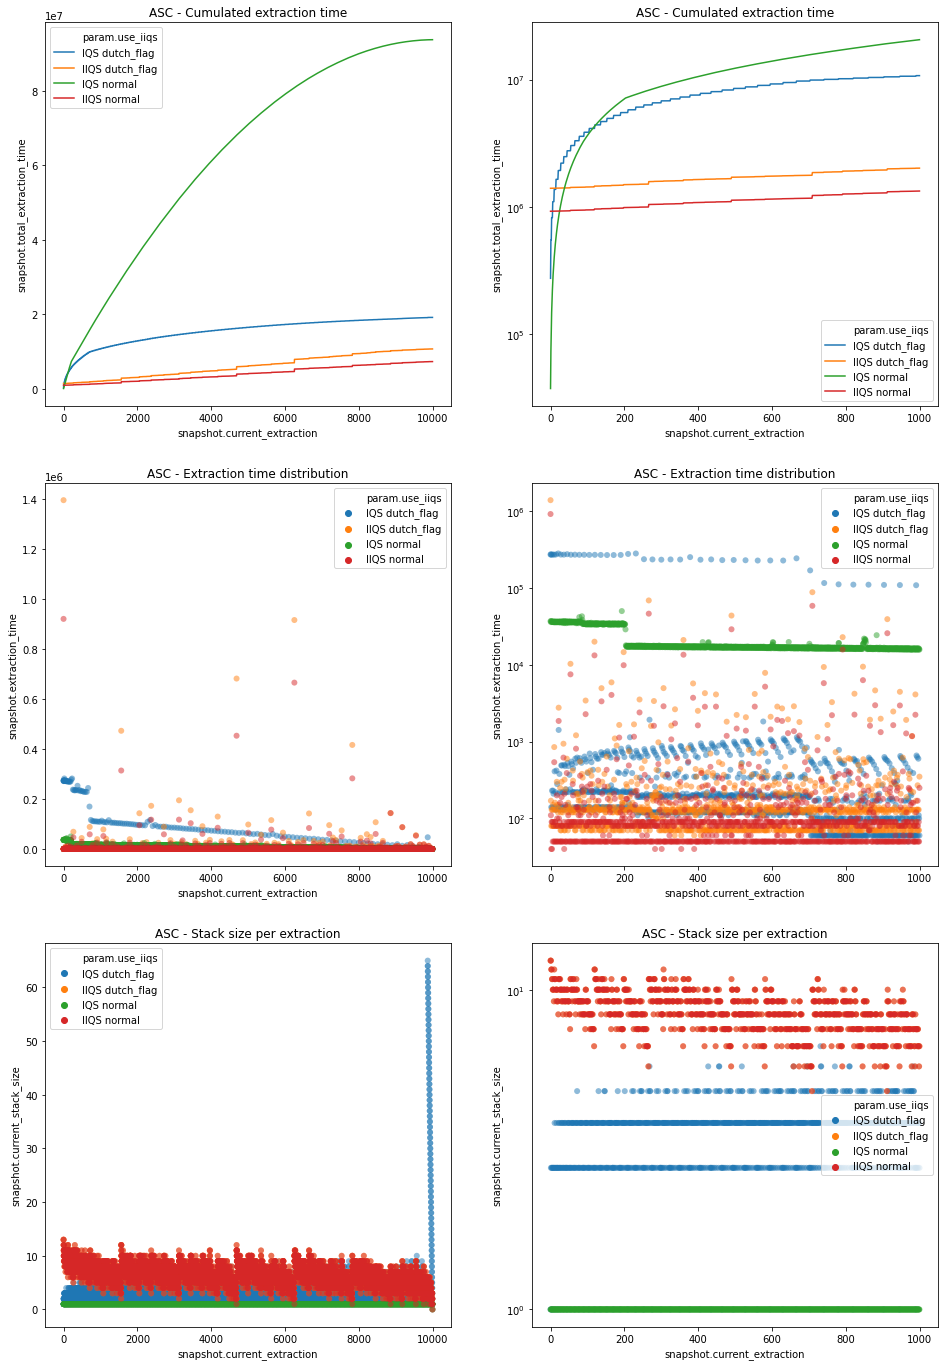 ASC - Cumulated extraction time
1e7
param.use_iiqs
IQS dutch_flag
IIQS dutch_flag
IQS normal
IIQS normal
8
6
4
2
0
snapshot.total_extraction_time
0 2000 4000 6000 8000 10000
snapshot.current_extraction
ASC - Cumulated extraction time
10^7
10^6
10^5
snapshot.total_extraction_time
param.use_iiqs
IQS dutch_flag
IIQS dutch_flag
IQS normal
IIQS normal
0 200 400 600 800 1000
snapshot.current_extraction
ASC - Extraction time distribution
1e6
param.use_iiqs
IQS dutch_flag
IIQS dutch_flag
IQS normal
IIQS normal
1.4
1.2
1.0
0.8
0.6
0.4
0.2
0.0
snapshot.extraction_time
0 2000 4000 6000 8000 10000
snapshot.current_extraction
ASC - Extraction time distribution
param.use_iiqs
IQS dutch_flag
IIQS dutch_flag
IQS normal
IIQS normal
10^6
10^5
10^4
10^3
10^2
snapshot.extraction_time
0 200 400 600 800 1000
snapshot.current_extraction
ASC - Stack size per extraction
param.use_iiqs
IQS dutch_flag
IIQS dutch_flag
IQS normal
IIQS normal
60
50
40
30
20
10
0
snapshot.current_stack_size
0 2000 4000 6000 8000 10000
snapshot.current_extraction
ASC - Stack size per extraction
10^1
10^0
snapshot.current_stack_size
param.use_iiqs
IQS dutch_flag
IIQS dutch_flag
IQS normal
IIQS normal
0 200 400 600 800 1000
snapshot.current_extraction